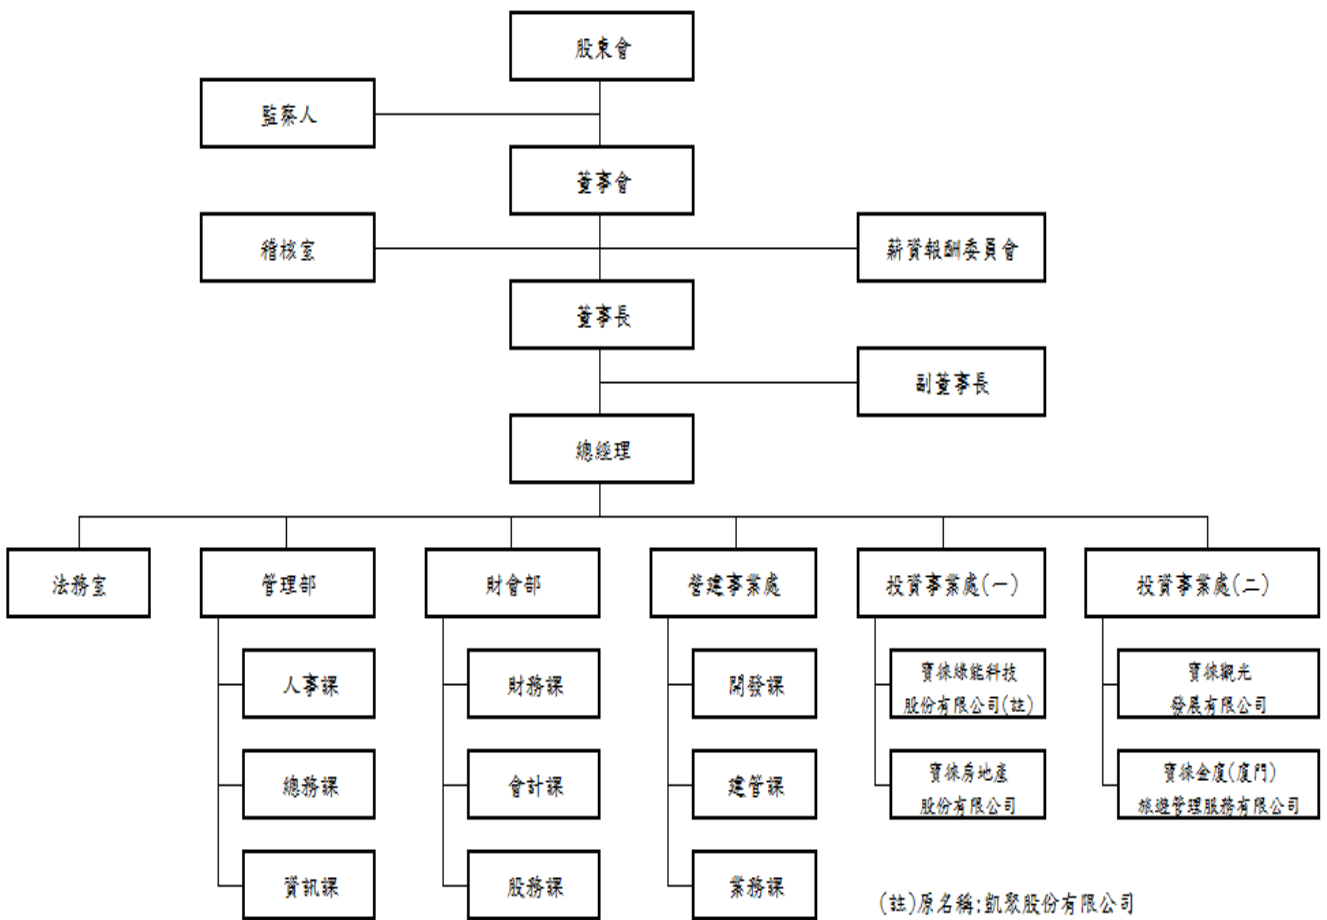 股東會
監察人
董事會
稽核室
薪資報酬委員會
董事長
副董事長
總經理
法務室
管理部
財會部
營建事業處
投資事業處(一)
投資事業處(二)
人事課
財務課
開發課
寶徠綠能科技
股份有限公司(註)
寶徠觀光
發展有限公司
總務課
會計課
建管課
寶徠房地產
股份有限公司
寶徠金廈(廈門)
旅遊管理服務有限公司
資訊課
股務課
業務課
(註)原名稱:凱聚股份有限公司